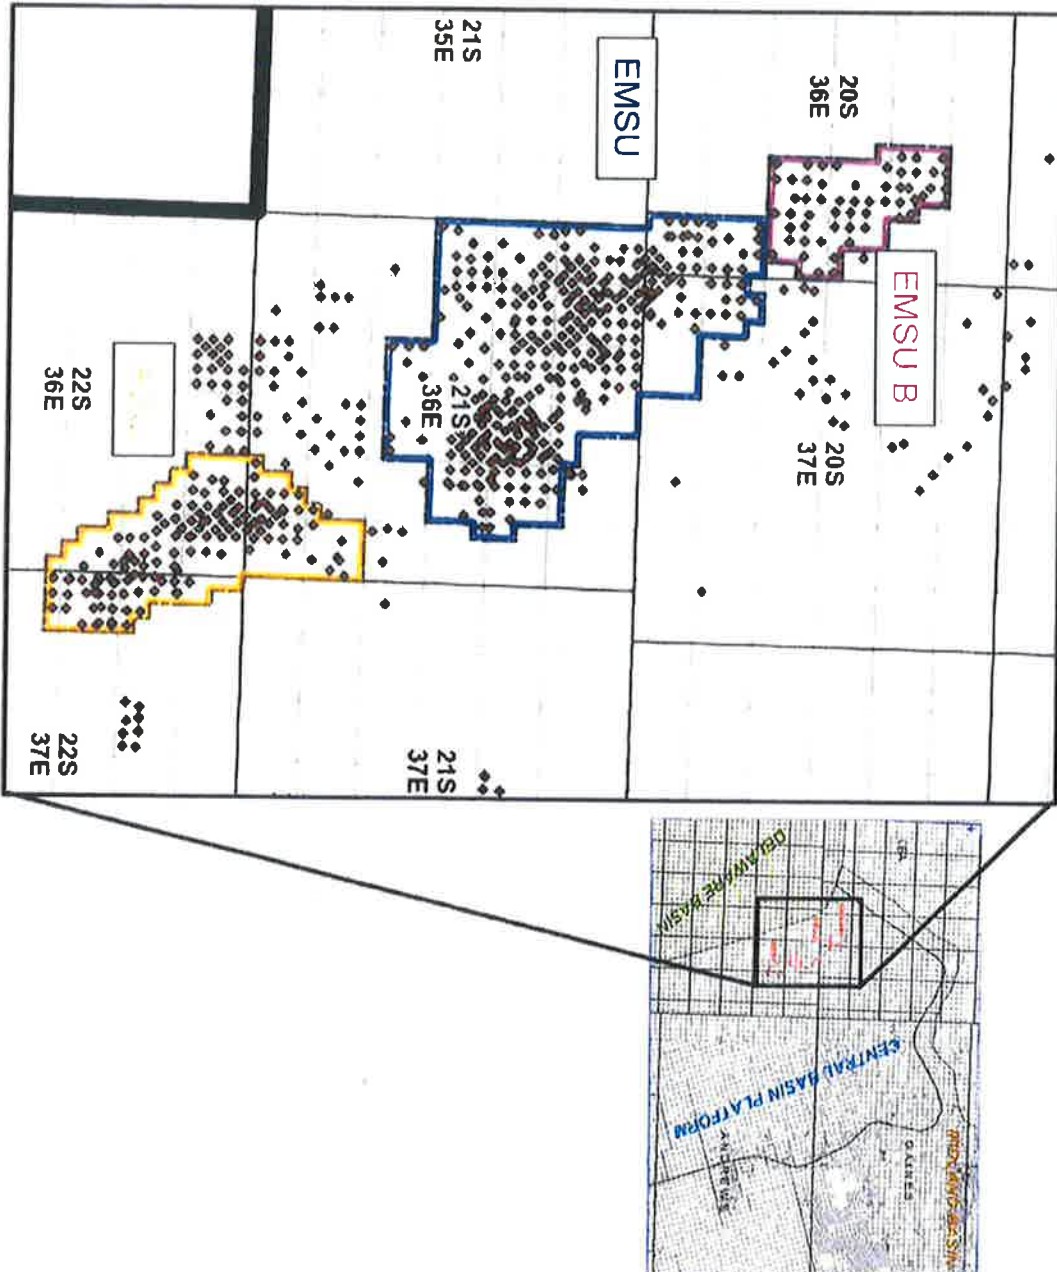 20S
36E
EMSU B
20S
37E
EMSU
21S
35E
21S
36E
21S
37E
22S
36E
22S
37E
LEA
DELAWARE BASIN
CENTRAL BASIN PLATFORM
MIDLAND BASIN
GAINES
ANDREWS